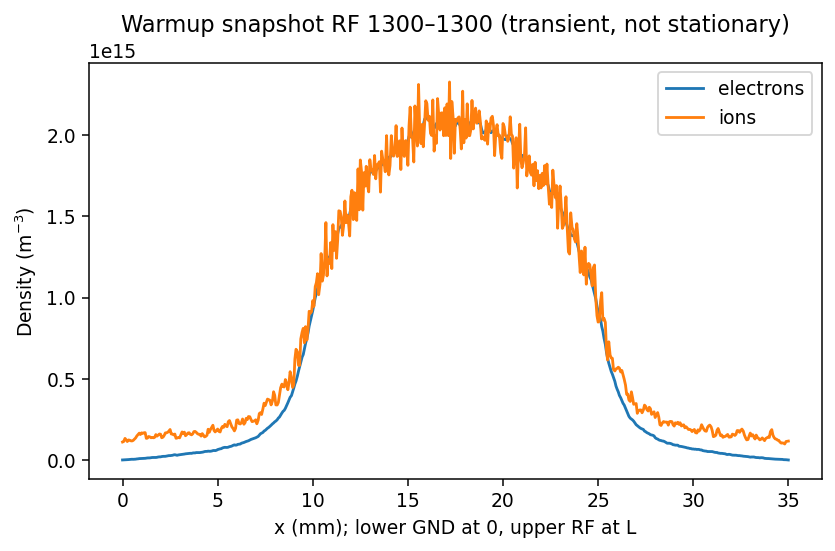 Warmup snapshot RF 1300–1300 (transient, not stationary)
1e15
electrons
ions
2.0
1.5
1.0
0.5
0.0
Density (m⁻³)
0 5 10 15 20 25 30 35
x (mm); lower GND at 0, upper RF at L